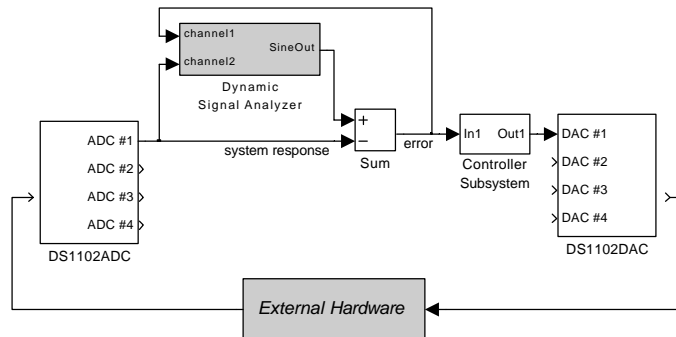 channel1
SineOut
channel2
Dynamic
Signal Analyzer
ADC #1
ADC #2
ADC #3
ADC #4
DS1102ADC
system response
+
−
Sum
error
In1 Out1
Controller
Subsystem
DAC #1
DAC #2
DAC #3
DAC #4
DS1102DAC
External Hardware